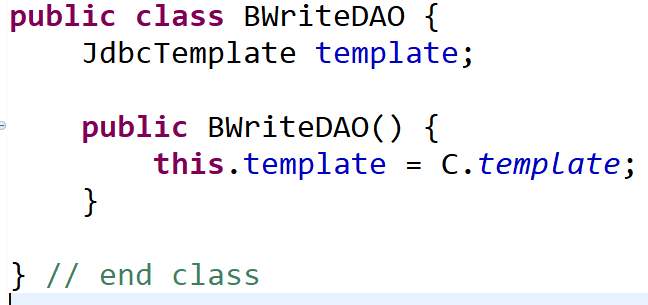 public class BWriteDAO {
    JdbcTemplate template;
    public BWriteDAO() {
        this.template = C.template;
    }
} // end class